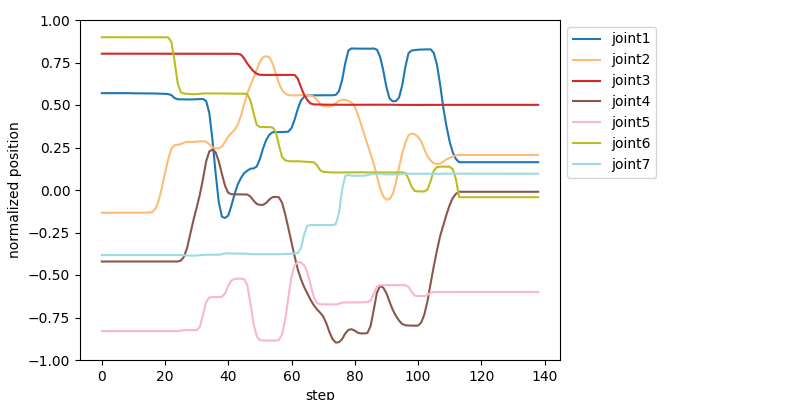 1.00
0.75
0.50
0.25
0.00
−0.25
−0.50
−0.75
−1.00
normalized position
0 20 40 60 80 100 120 140
step
joint1
joint2
joint3
joint4
joint5
joint6
joint7